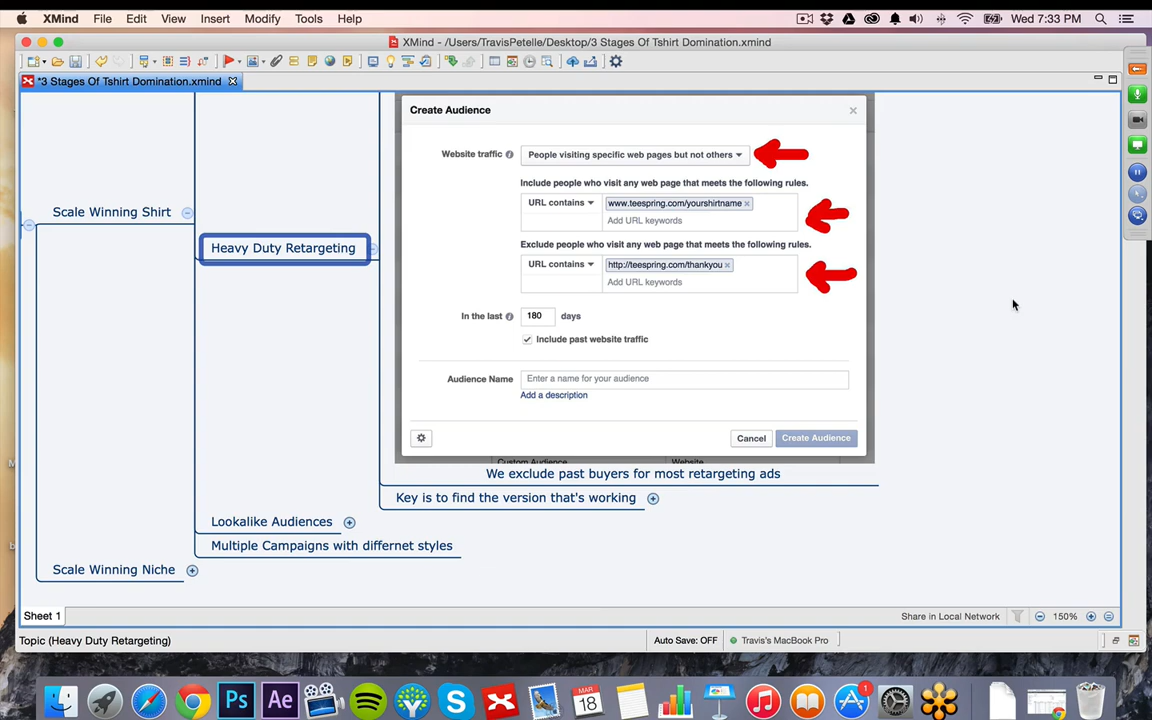 XMind File Edit View Insert Modify Tools Help Wed 7:33 PM
XMind - /Users/TravisPetelle/Desktop/3 Stages Of Tshirt Domination.xmind
*3 Stages Of Tshirt Domination.xmind
Create Audience
Website traffic People visiting specific web pages but not others
Include people who visit any web page that meets the following rules.
URL contains www.teespring.com/yourshirtname
Add URL keywords
Scale Winning Shirt
Heavy Duty Retargeting
Exclude people who visit any web page that meets the following rules.
URL contains http://teespring.com/thankyou
Add URL keywords
In the last 180 days
Include past website traffic
Audience Name Enter a name for your audience
Add a description
Cancel Create Audience
Custom Audience Website
We exclude past buyers for most retargeting ads
Key is to find the version that's working
Lookalike Audiences
Multiple Campaigns with differnet styles
Scale Winning Niche
Sheet 1 Share in Local Network 150%
Topic (Heavy Duty Retargeting) Auto Save: OFF Travis's MacBook Pro
Ps Ae MAR 18 1